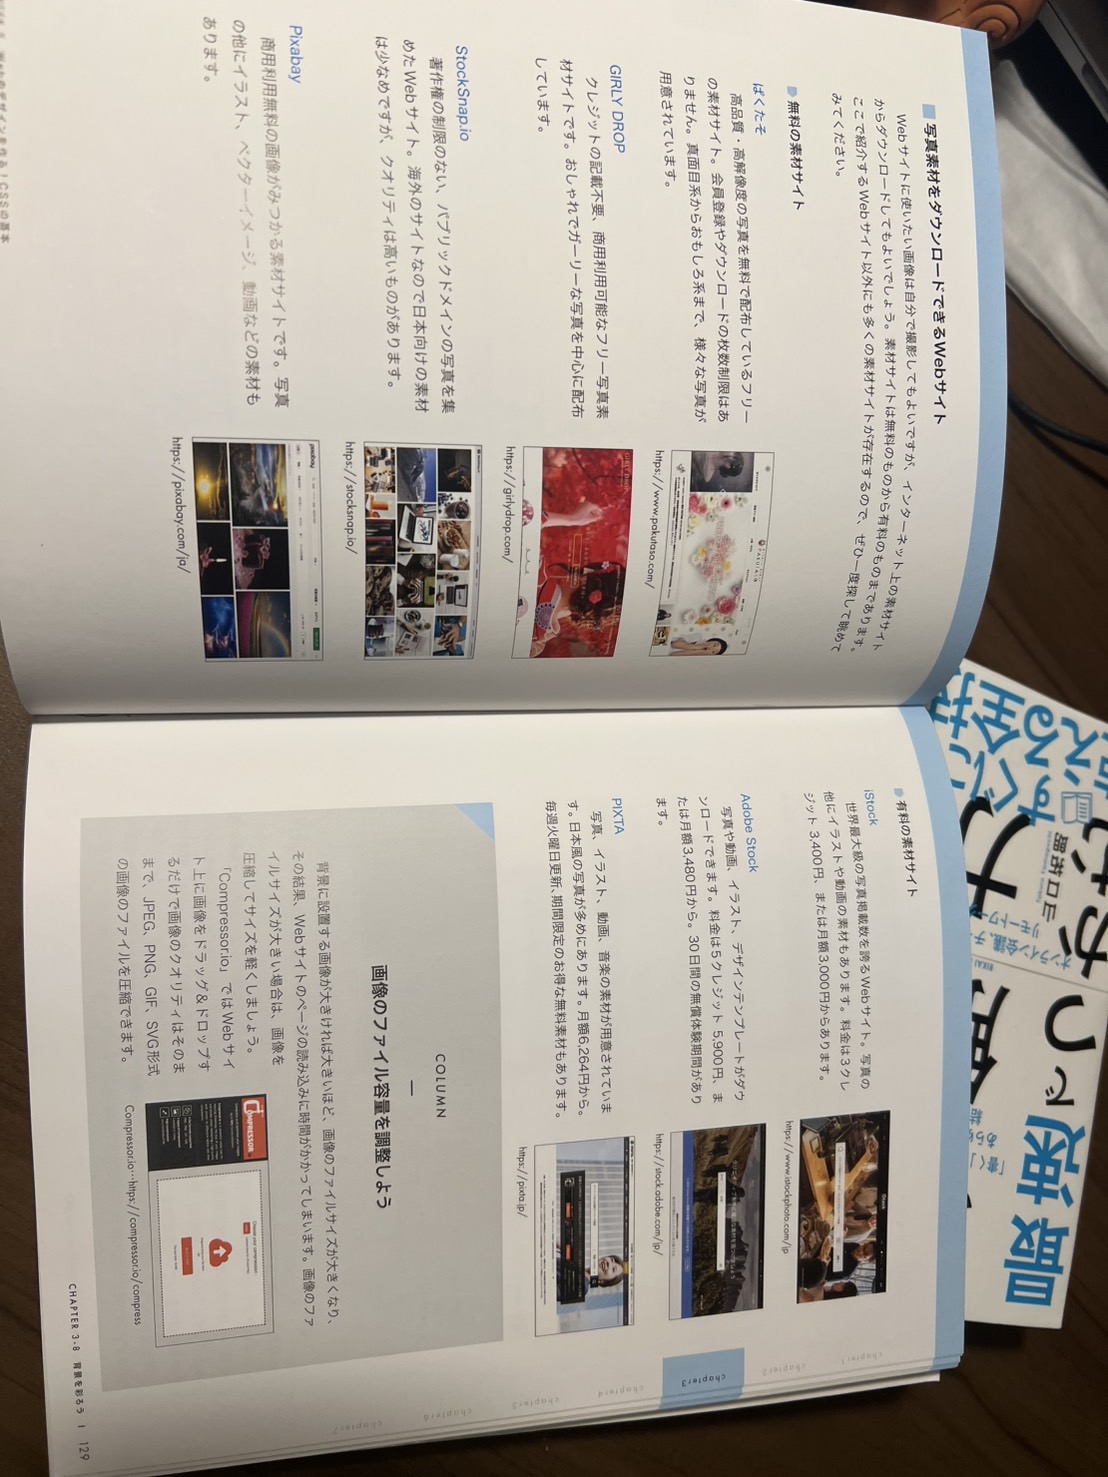 写真素材をダウンロードできるWebサイト
Webサイトに使いたい画像は自分で撮影してもよいですが、インターネット上の素材サイト
からダウンロードしてもよいでしょう。素材サイトは無料のものから有料のものまであります。
ここで紹介するWebサイト以外にも多くの素材サイトが存在するので、ぜひ一度探して眺めて
みてください。
無料の素材サイト
ぱくたそ
高品質・高解像度の写真を無料で配布しているフリー
の素材サイト。会員登録やダウンロードの枚数制限はあ
りません。真面目系からおもしろ系まで、様々な写真が
用意されています。
https://www.pakutaso.com/
GIRLY DROP
クレジットの記載不要、商用利用可能なフリー写真素
材サイトです。おしゃれでガーリーな写真を中心に配布
しています。
https://girlydrop.com/
StockSnap.io
著作権の制限のない、パブリックドメインの写真を集
めたWebサイト。海外のサイトなので日本向けの素材
は少なめですが、クオリティは高いものがあります。
https://stocksnap.io/
Pixabay
商用利用無料の画像がみつかる素材サイトです。写真
の他にイラスト、ベクターイメージ、動画などの素材も
あります。
pixabay
https://pixabay.com/ja/
CSSの基本
有料の素材サイト
iStock
世界最大級の写真掲載数を誇るWebサイト。写真の
他にイラストや動画の素材もあります。料金は3クレ
ジット 3,400円、または月額3,000円からあります。
iStock
https://www.istockphoto.com/jp
Adobe Stock
写真や動画、イラスト、デザインテンプレートがダウ
ンロードできます。料金は5クレジット 5,900円、ま
たは月額3,480円から。30日間の無償体験期間があり
ます。
https://stock.adobe.com/jp/
PIXTA
写真、イラスト、動画、音楽の素材が用意されていま
す。日本風の写真が多めにあります。月額6,264円から。
毎週火曜日更新、期間限定のお得な無料素材もあります。
https://pixta.jp/
COLUMN
画像のファイル容量を調整しよう
背景に設置する画像が大きければ大きいほど、画像のファイルサイズが大きくなり、
その結果、Webサイトのページの読み込みに時間がかかってしまいます。画像のファ
イルサイズが大きい場合は、画像を
圧縮してサイズを軽くしましょう。
「Compressor.io」ではWebサイ
ト上に画像をドラッグ&ドロップす
るだけで画像のクオリティはそのま
まで、JPEG、PNG、GIF、SVG形式
の画像のファイルを圧縮できます。
COMPRESSOR
Compressor.io…https://compressor.io/compress
chapter1
chapter2
chapter3
chapter4
chapter5
chapter6
chapter7
CHAPTER 3-8 背景を彩ろう | 129
最速